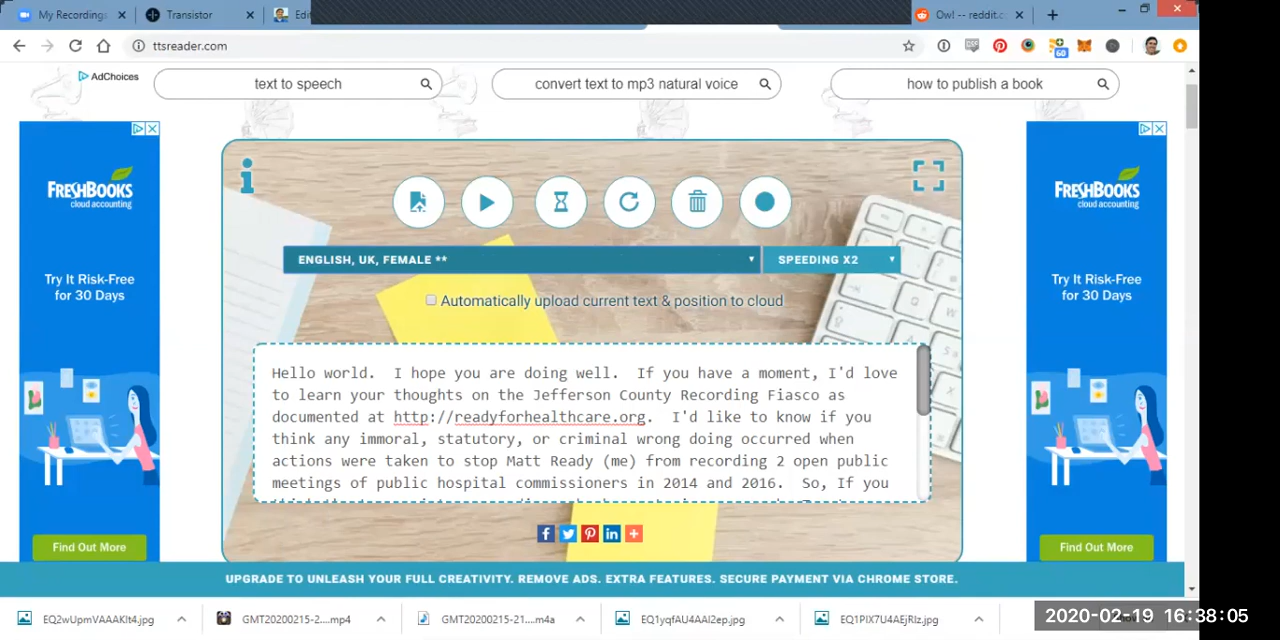 My Recordings
Transistor
Edi
Owl -- reddit.c
ttsreader.com
60
AdChoices
text to speech
convert text to mp3 natural voice
how to publish a book
FRESHBOOKS
cloud accounting
Try It Risk-Free
for 30 Days
Find Out More
ENGLISH, UK, FEMALE **
SPEEDING X2
Automatically upload current text & position to cloud
Hello world.  I hope you are doing well.  If you have a moment, I'd love
to learn your thoughts on the Jefferson County Recording Fiasco as
documented at http://readyforhealthcare.org.  I'd like to know if you
think any immoral, statutory, or criminal wrong doing occurred when
actions were taken to stop Matt Ready (me) from recording 2 open public
meetings of public hospital commissioners in 2014 and 2016.  So, If you
FRESHBOOKS
cloud accounting
Try It Risk-Free
for 30 Days
Find Out More
UPGRADE TO UNLEASH YOUR FULL CREATIVITY. REMOVE ADS. EXTRA FEATURES. SECURE PAYMENT VIA CHROME STORE.
EQ2wUpmVAAAKIt4.jpg
GMT20200215-2....mp4
GMT20200215-21....m4a
EQ1yqfAU4AAI2ep.jpg
EQ1PIX7U4AEjRIz.jpg
2020-02-19 16:38:05